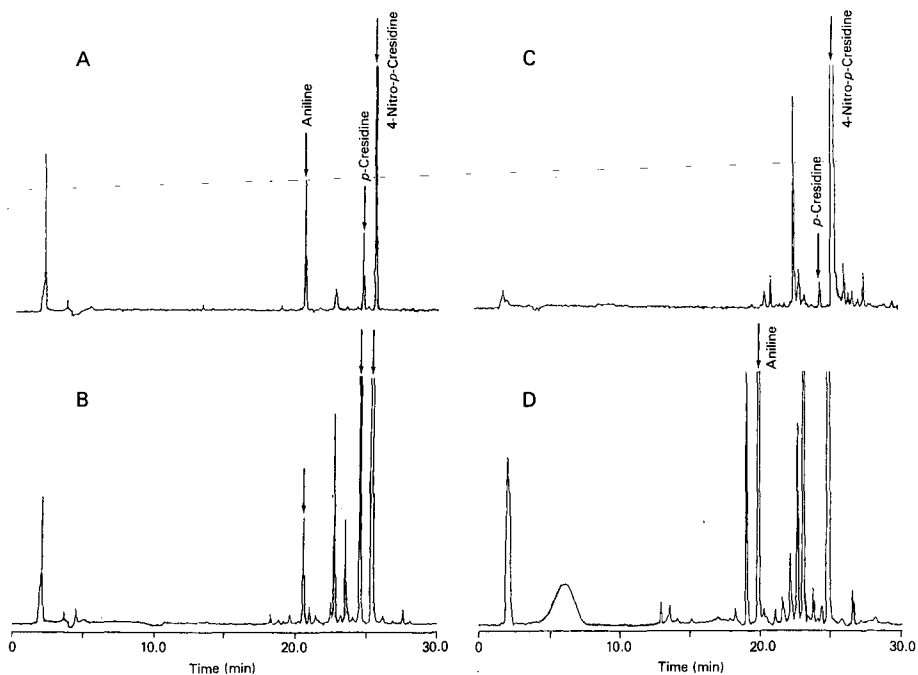 A
Aniline
p-Cresidine
4-Nitro-p-Cresidine
C
p-Cresidine
4-Nitro-p-Cresidine
B
0 10.0 20.0 30.0
Time (min)
D
Aniline
0 10.0 20.0 30.0
Time (min)